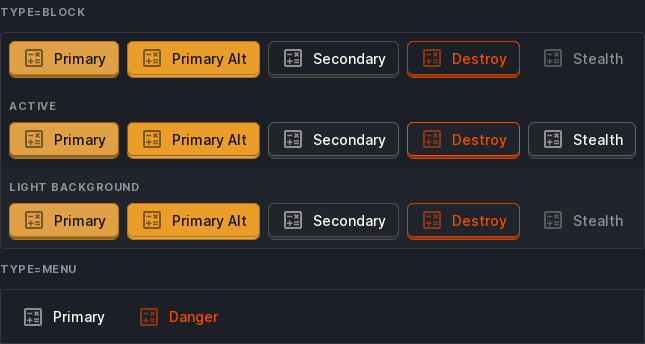 TYPE=BLOCK
Primary Primary Alt Secondary Destroy Stealth
ACTIVE
Primary Primary Alt Secondary Destroy Stealth
LIGHT BACKGROUND
Primary Primary Alt Secondary Destroy Stealth
TYPE=MENU
Primary Danger